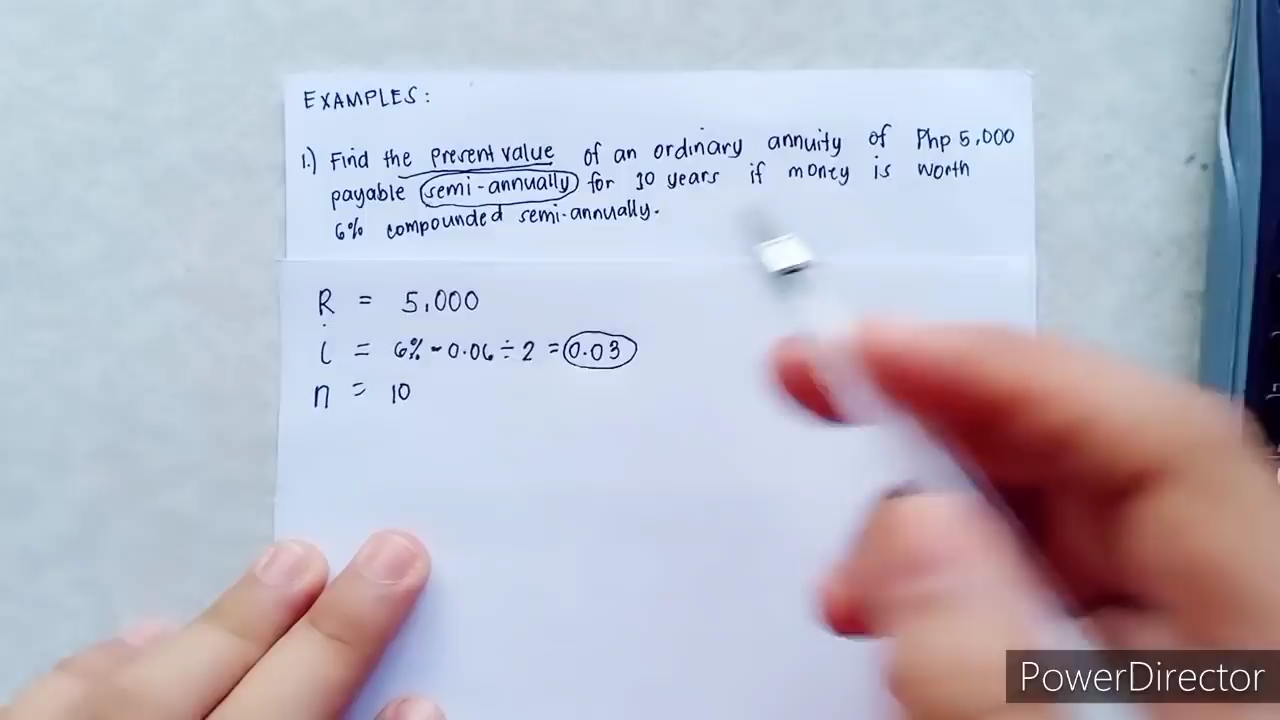 EXAMPLES:
1.) Find the present value of an ordinary annuity of Php 5,000
payable semi-annually for 10 years if money is worth
6% compounded semi-annually.
R = 5,000
i = 6% - 0.06 ÷ 2 = 0.03
n = 10
PowerDirector